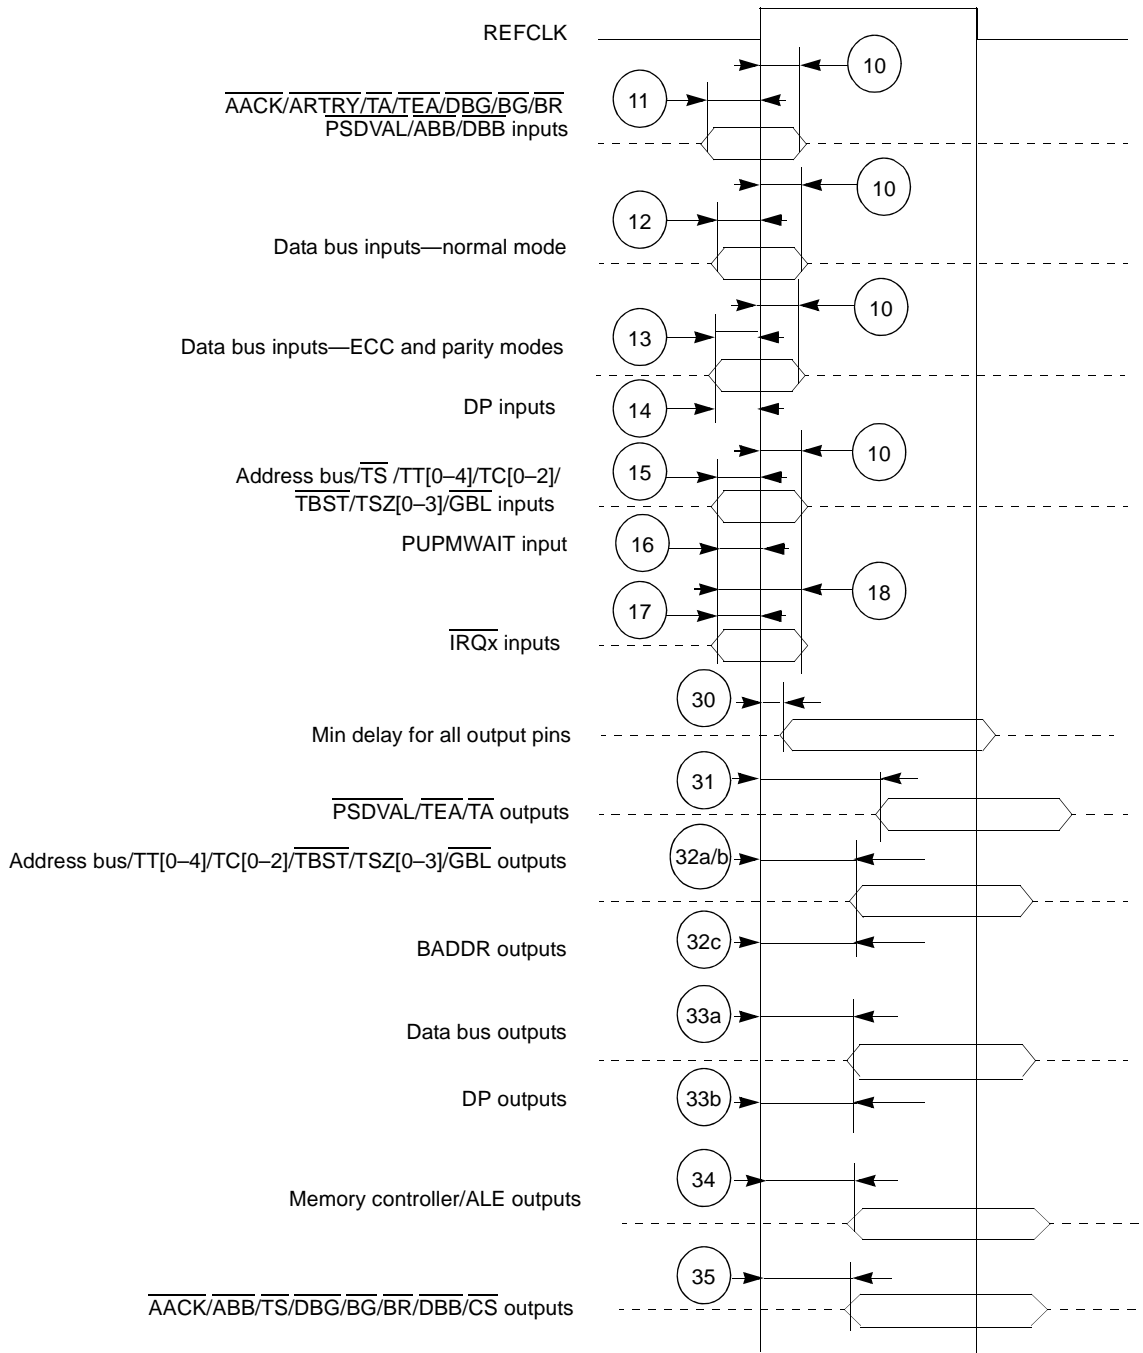 REFCLK
10
11
AACK/ARTRY/TA/TEA/DBG/BG/BR
PSDVAL/ABB/DBB inputs
10
12
Data bus inputs—normal mode
10
13
Data bus inputs—ECC and parity modes
DP inputs
14
10
15
Address bus/TS /TT[0–4]/TC[0–2]/
TBST/TSZ[0–3]/GBL inputs
PUPMWAIT input
16
18
17
IRQx inputs
30
Min delay for all output pins
31
PSDVAL/TEA/TA outputs
32a/b
Address bus/TT[0–4]/TC[0–2]/TBST/TSZ[0–3]/GBL outputs
BADDR outputs
32c
33a
Data bus outputs
DP outputs
33b
34
Memory controller/ALE outputs
35
AACK/ABB/TS/DBG/BG/BR/DBB/CS outputs